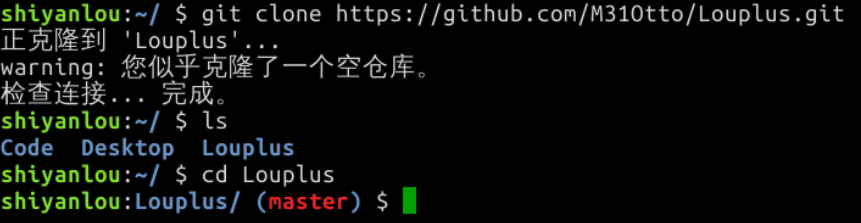 shiyanlou:~/ $ git clone https://github.com/M31Otto/Louplus.git
正克隆到 'Louplus'...
warning: 您似乎克隆了一个空仓库。
检查连接... 完成。
shiyanlou:~/ $ ls
Code  Desktop  Louplus
shiyanlou:~/ $ cd Louplus
shiyanlou:Louplus/ (master) $